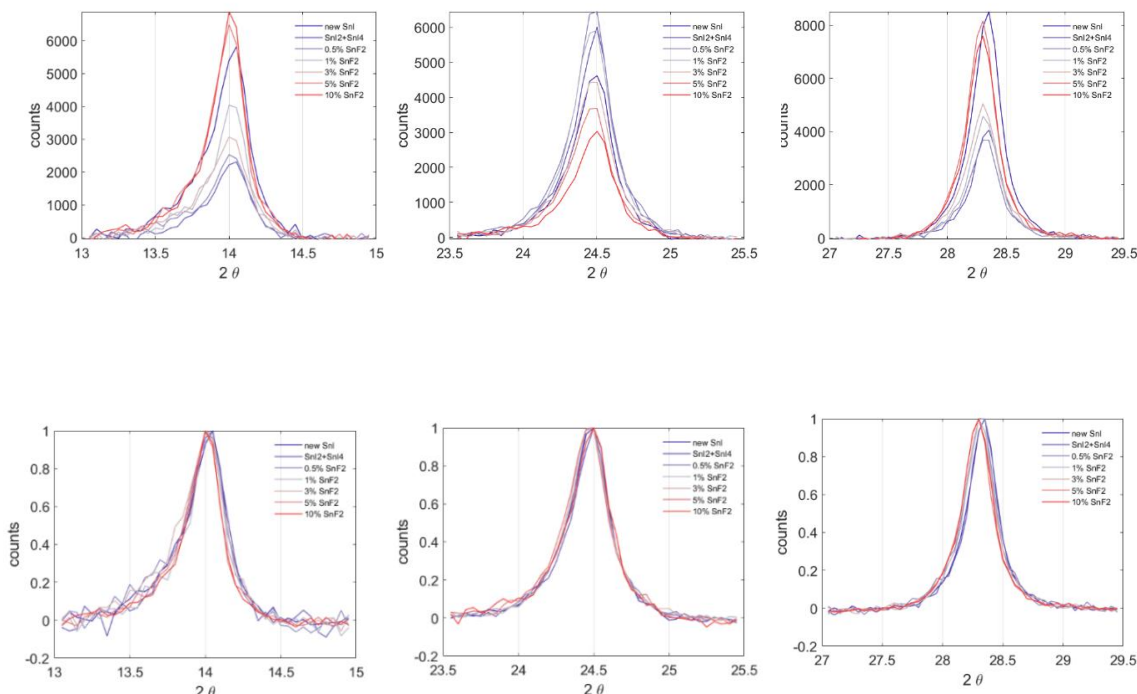 6000
5000
4000
3000
2000
1000
0
counts
13
13.5
14
14.5
15
2 θ
new SnI
SnI2+SnI4
0.5% SnF2
1% SnF2
3% SnF2
5% SnF2
10% SnF2
6000
5000
4000
3000
2000
1000
0
counts
23.5
24
24.5
25
25.5
2 θ
new SnI
SnI2+SnI4
0.5% SnF2
1% SnF2
3% SnF2
5% SnF2
10% SnF2
8000
6000
4000
2000
0
counts
27
27.5
28
28.5
29
29.5
2 θ
new SnI
SnI2+SnI4
0.5% SnF2
1% SnF2
3% SnF2
5% SnF2
10% SnF2
1
0.8
0.6
0.4
0.2
0
-0.2
counts
13
13.5
14
14.5
15
2 θ
new SnI
SnI2+SnI4
0.5% SnF2
1% SnF2
3% SnF2
5% SnF2
10% SnF2
1
0.8
0.6
0.4
0.2
0
-0.2
counts
23.5
24
24.5
25
25.5
2 θ
new SnI
SnI2+SnI4
0.5% SnF2
1% SnF2
3% SnF2
5% SnF2
10% SnF2
1
0.8
0.6
0.4
0.2
0
-0.2
counts
27
27.5
28
28.5
29
29.5
2 θ
new SnI
SnI2+SnI4
0.5% SnF2
1% SnF2
3% SnF2
5% SnF2
10% SnF2